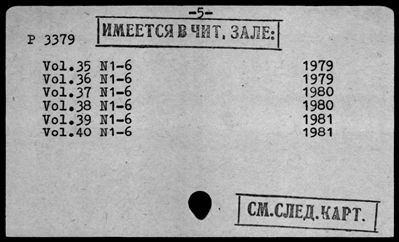 -5-
P 3379
ИМЕЕТСЯ В ЧИТ. ЗАЛЕ:
Vol.35 N1-6 1979
Vol.36 N1-6 1979
Vol.37 N1-6 1980
Vol.38 N1-6 1980
Vol.39 N1-6 1981
Vol.40 N1-6 1981
СМ.СЛЕД.КАРТ.